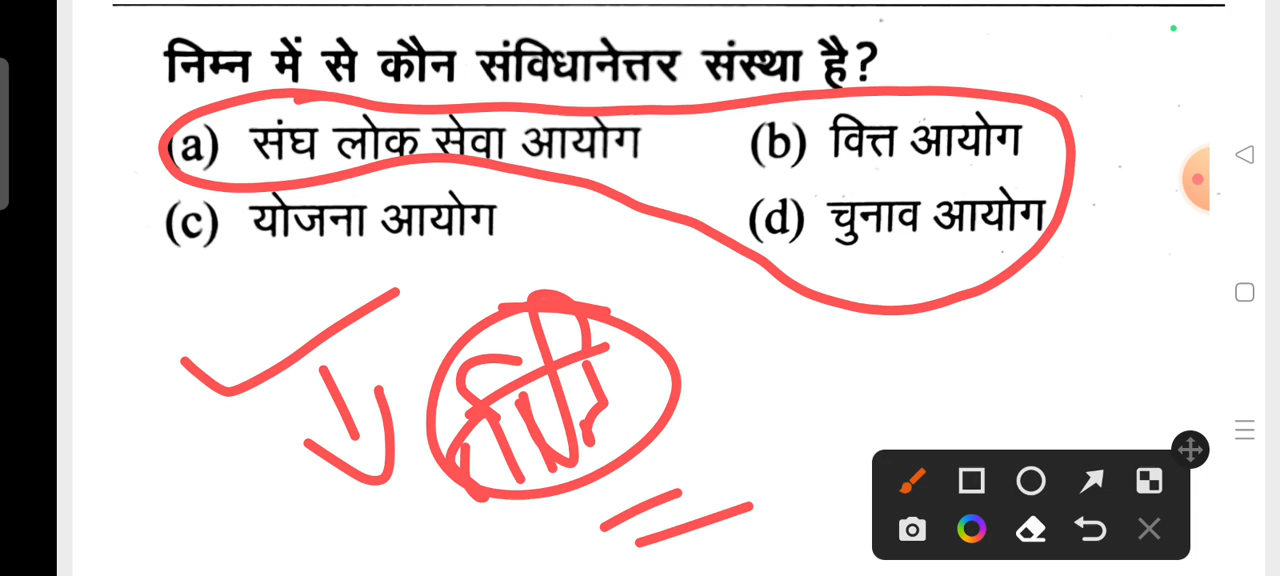 निम्न में से कौन संविधानेत्तर संस्था है?
(a) संघ लोक सेवा आयोग (b) वित्त आयोग
(c) योजना आयोग (d) चुनाव आयोग